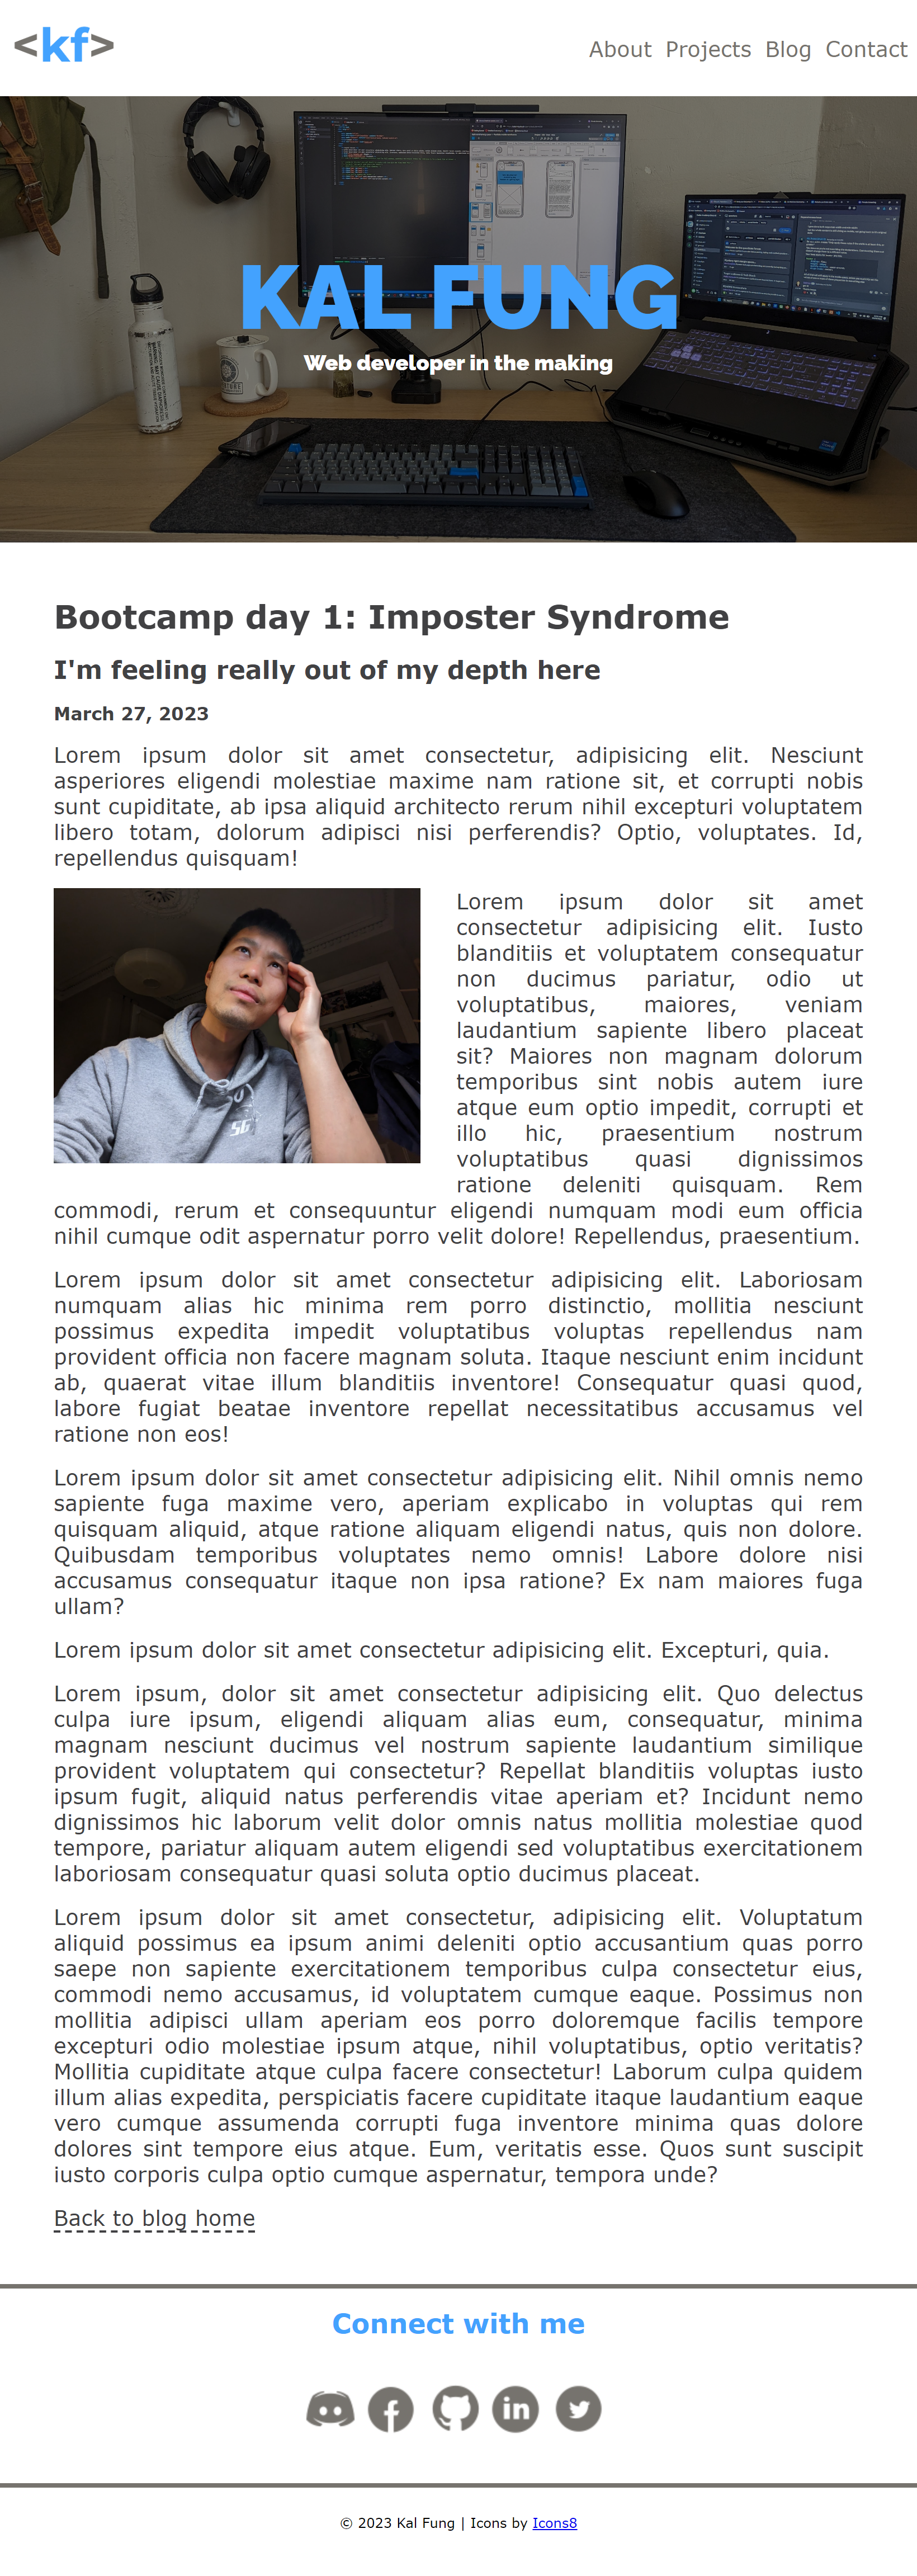 <kf>
About Projects Blog Contact
KAL FUNG
Web developer in the making
Bootcamp day 1: Imposter Syndrome
I'm feeling really out of my depth here
March 27, 2023
Lorem ipsum dolor sit amet consectetur, adipisicing elit. Nesciunt
asperiores eligendi molestiae maxime nam ratione sit, et corrupti nobis
sunt cupiditate, ab ipsa aliquid architecto rerum nihil excepturi voluptatem
libero totam, dolorum adipisci nisi perferendis? Optio, voluptates. Id,
repellendus quisquam!
Lorem ipsum dolor sit amet
consectetur adipisicing elit. Iusto
blanditiis et voluptatem consequatur
non ducimus pariatur, odio ut
voluptatibus, maiores, veniam
laudantium sapiente libero placeat
sit? Maiores non magnam dolorum
temporibus sint nobis autem iure
atque eum optio impedit, corrupti et
illo hic, praesentium nostrum
voluptatibus quasi dignissimos
ratione deleniti quisquam. Rem
commodi, rerum et consequuntur eligendi numquam modi eum officia
nihil cumque odit aspernatur porro velit dolore! Repellendus, praesentium.
Lorem ipsum dolor sit amet consectetur adipisicing elit. Laboriosam
numquam alias hic minima rem porro distinctio, mollitia nesciunt
possimus expedita impedit voluptatibus voluptas repellendus nam
provident officia non facere magnam soluta. Itaque nesciunt enim incidunt
ab, quaerat vitae illum blanditiis inventore! Consequatur quasi quod,
labore fugiat beatae inventore repellat necessitatibus accusamus vel
ratione non eos!
Lorem ipsum dolor sit amet consectetur adipisicing elit. Nihil omnis nemo
sapiente fuga maxime vero, aperiam explicabo in voluptas qui rem
quisquam aliquid, atque ratione aliquam eligendi natus, quis non dolore.
Quibusdam temporibus voluptates nemo omnis! Labore dolore nisi
accusamus consequatur itaque non ipsa ratione? Ex nam maiores fuga
ullam?
Lorem ipsum dolor sit amet consectetur adipisicing elit. Excepturi, quia.
Lorem ipsum, dolor sit amet consectetur adipisicing elit. Quo delectus
culpa iure ipsum, eligendi aliquam alias eum, consequatur, minima
magnam nesciunt ducimus vel nostrum sapiente laudantium similique
provident voluptatem qui consectetur? Repellat blanditiis voluptas iusto
ipsum fugit, aliquid natus perferendis vitae aperiam et? Incidunt nemo
dignissimos hic laborum velit dolor omnis natus mollitia molestiae quod
tempore, pariatur aliquam autem eligendi sed voluptatibus exercitationem
laboriosam consequatur quasi soluta optio ducimus placeat.
Lorem ipsum dolor sit amet consectetur, adipisicing elit. Voluptatum
aliquid possimus ea ipsum animi deleniti optio accusantium quas porro
saepe non sapiente exercitationem temporibus culpa consectetur eius,
commodi nemo accusamus, id voluptatem cumque eaque. Possimus non
mollitia adipisci ullam aperiam eos porro doloremque facilis tempore
excepturi odio molestiae ipsum atque, nihil voluptatibus, optio veritatis?
Mollitia cupiditate atque culpa facere consectetur! Laborum culpa quidem
illum alias expedita, perspiciatis facere cupiditate itaque laudantium eaque
vero cumque assumenda corrupti fuga inventore minima quas dolore
dolores sint tempore eius atque. Eum, veritatis esse. Quos sunt suscipit
iusto corporis culpa optio cumque aspernatur, tempora unde?
Back to blog home
Connect with me
© 2023 Kal Fung | Icons by Icons8